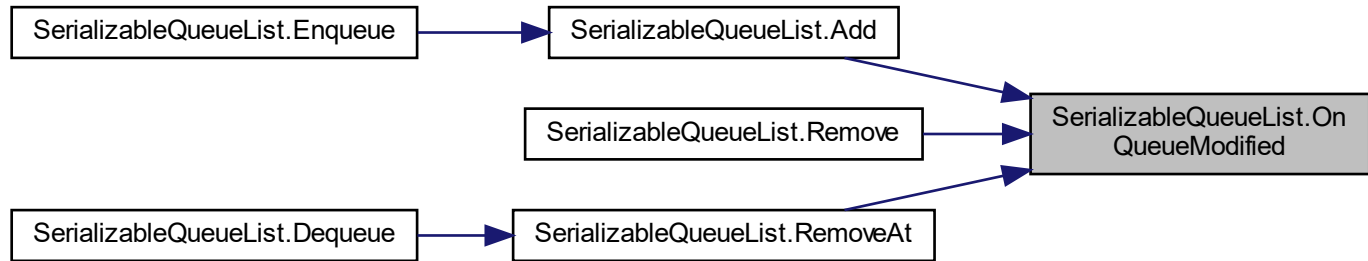 SerializableQueueList.Enqueue
SerializableQueueList.Add
SerializableQueueList.Remove
SerializableQueueList.On
QueueModified
SerializableQueueList.Dequeue
SerializableQueueList.RemoveAt